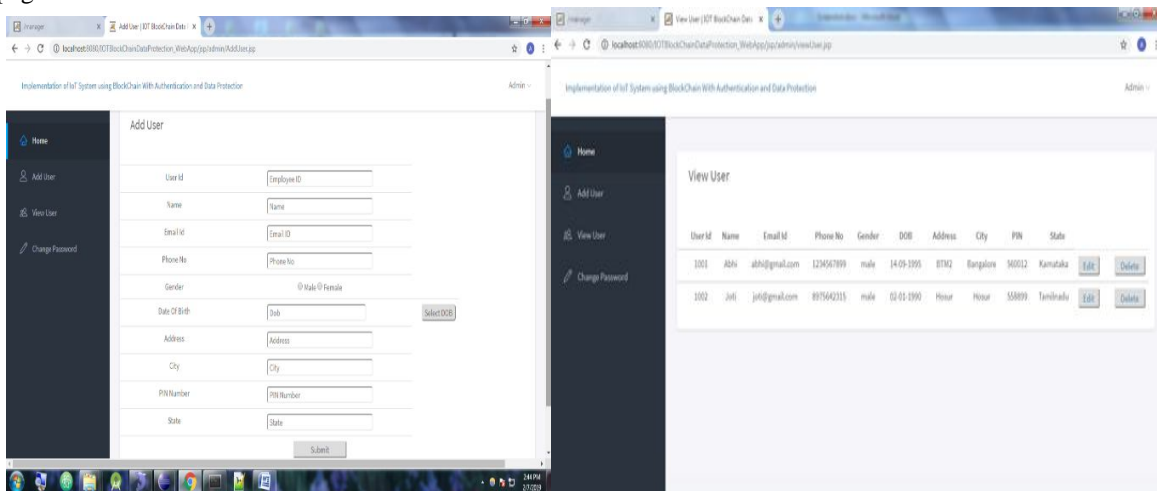 /manager
Add User | IOT BlockChain Data
localhost:8080/IOTBlockChainDataProtection_WebApp/jsp/admin/AddUser.jsp
Implementation of IoT System using BlockChain With Authentication and Data Protection
Admin
Home
Add User
View User
Change Password
Add User
User Id Employee ID
Name Name
Email Id Email ID
Phone No Phone No
Gender Male Female
Date Of Birth Dob Select DOB
Address Address
City City
PIN Number PIN Number
State State
Submit
2:44 PM
2/7/2019
/manager
View User | IOT BlockChain Data
localhost:8080/IOTBlockChainDataProtection_WebApp/jsp/admin/viewUser.jsp
Implementation of IoT System using BlockChain With Authentication and Data Protection
Admin
Home
Add User
View User
Change Password
View User
User Id Name Email Id Phone No Gender DOB Address City PIN State
1001 Abhi abhi@gmail.com 1234567899 male 14-09-1995 BTM2 Bangalore 560012 Karnataka Edit Delete
1002 Joti joti@gmail.com 8975642315 male 02-01-1990 Hosur Hosur 558899 Tamilnadu Edit Delete